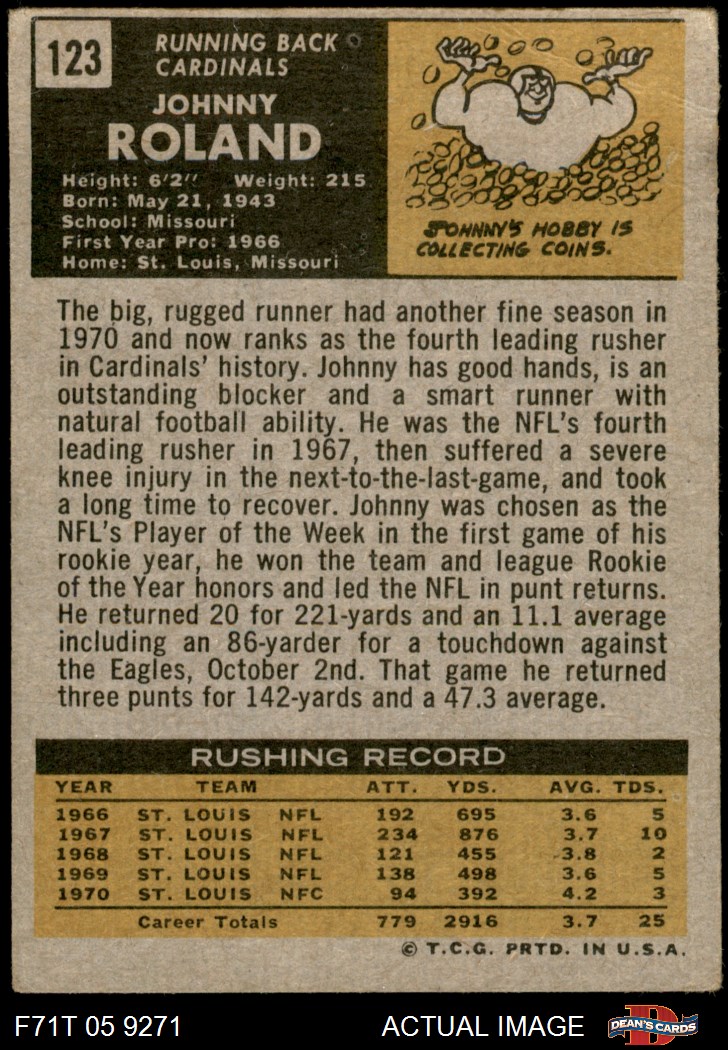 123
RUNNING BACK
CARDINALS
JOHNNY
ROLAND
Height: 6'2" Weight: 215
Born: May 21, 1943
School: Missouri
First Year Pro: 1966
Home: St. Louis, Missouri
JOHNNY'S HOBBY IS
COLLECTING COINS.
The big, rugged runner had another fine season in
1970 and now ranks as the fourth leading rusher
in Cardinals' history. Johnny has good hands, is an
outstanding blocker and a smart runner with
natural football ability. He was the NFL's fourth
leading rusher in 1967, then suffered a severe
knee injury in the next-to-the-last-game, and took
a long time to recover. Johnny was chosen as the
NFL's Player of the Week in the first game of his
rookie year, he won the team and league Rookie
of the Year honors and led the NFL in punt returns.
He returned 20 for 221-yards and an 11.1 average
including an 86-yarder for a touchdown against
the Eagles, October 2nd. That game he returned
three punts for 142-yards and a 47.3 average.
RUSHING RECORD
YEAR TEAM ATT. YDS. AVG. TDS.
1966 ST. LOUIS NFL 192 695 3.6 5
1967 ST. LOUIS NFL 234 876 3.7 10
1968 ST. LOUIS NFL 121 455 3.8 2
1969 ST. LOUIS NFL 138 498 3.6 5
1970 ST. LOUIS NFC 94 392 4.2 3
Career Totals 779 2916 3.7 25
© T.C.G. PRTD. IN U.S.A.
F71T 05 9271 ACTUAL IMAGE DEAN'S CARDS